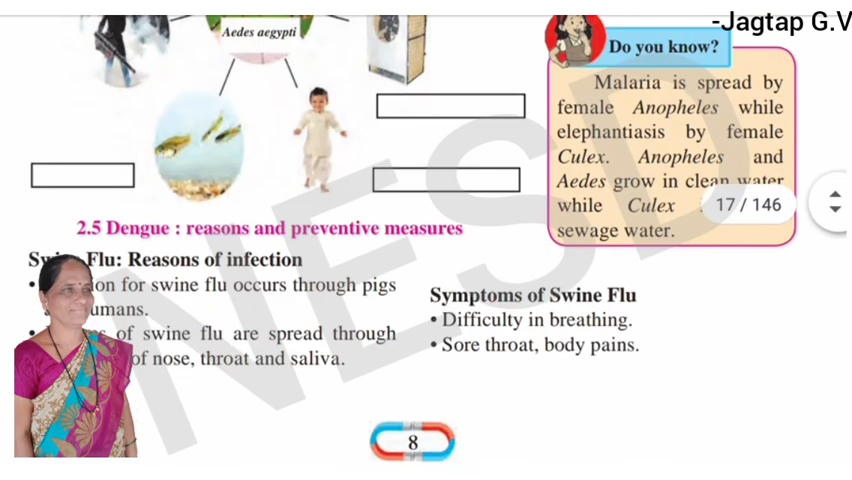 -Jagtap G.V
Aedes aegypti
Do you know?
Malaria is spread by
female Anopheles while
elephantiasis by female
Culex. Anopheles and
Aedes grow in clean water
while Culex
sewage water.
17 / 146
2.5 Dengue : reasons and preventive measures
Flu: Reasons of infection
for swine flu occurs through pigs
of swine flu are spread through
of nose, throat and saliva.
Symptoms of Swine Flu
• Difficulty in breathing.
• Sore throat, body pains.
8
NESD